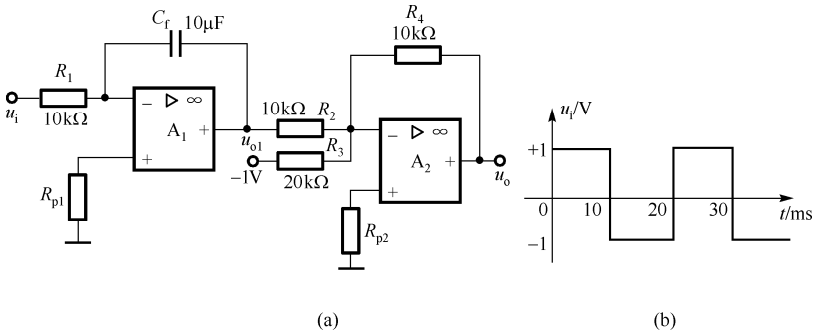 C_f 10μF
R_4
10kΩ
R_1
u_i
10kΩ
− ▷ ∞
A_1 +
+
R_p1
10kΩ R_2
u_o1
R_3
−1V
20kΩ
− ▷ ∞
A_2 +
+
u_o
R_p2
(a)
u_i/V
+1
0 10 20 30 t/ms
−1
(b)